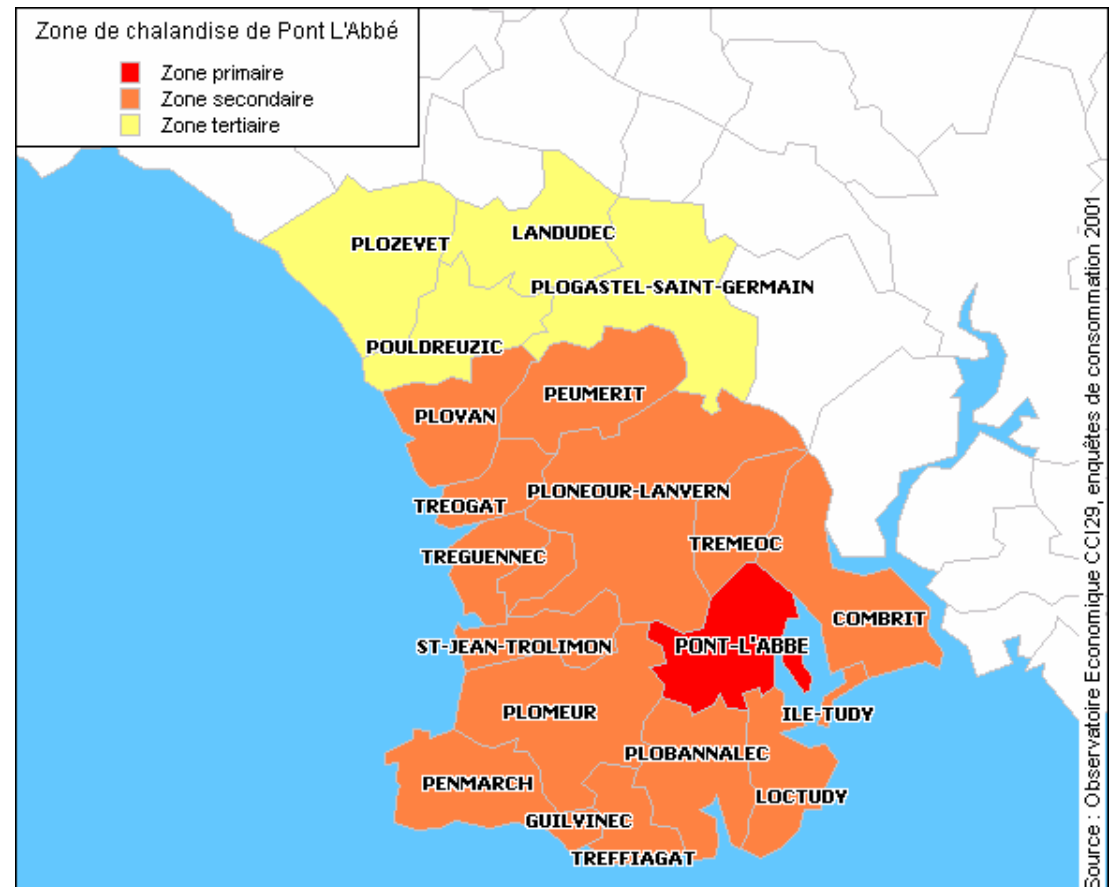 Zone de chalandise de Pont L'Abbé
Zone primaire
Zone secondaire
Zone tertiaire
PLOZEVET
LANDUDEC
PLOGASTEL-SAINT-GERMAIN
POULDREUZIC
PEUMERIT
PLOVAN
PLONEOUR-LANVERN
TREOGAT
TREMEOC
TREGUENNEC
COMBRIT
ST-JEAN-TROLIMON
PONT-L'ABBE
PLOMEUR
ILE-TUDY
PLOBANNALEC
PENMARCH
LOCTUDY
GUILVINEC
TREFFIAGAT
Source : Observatoire Economique CCI29, enquêtes de consommation 2001